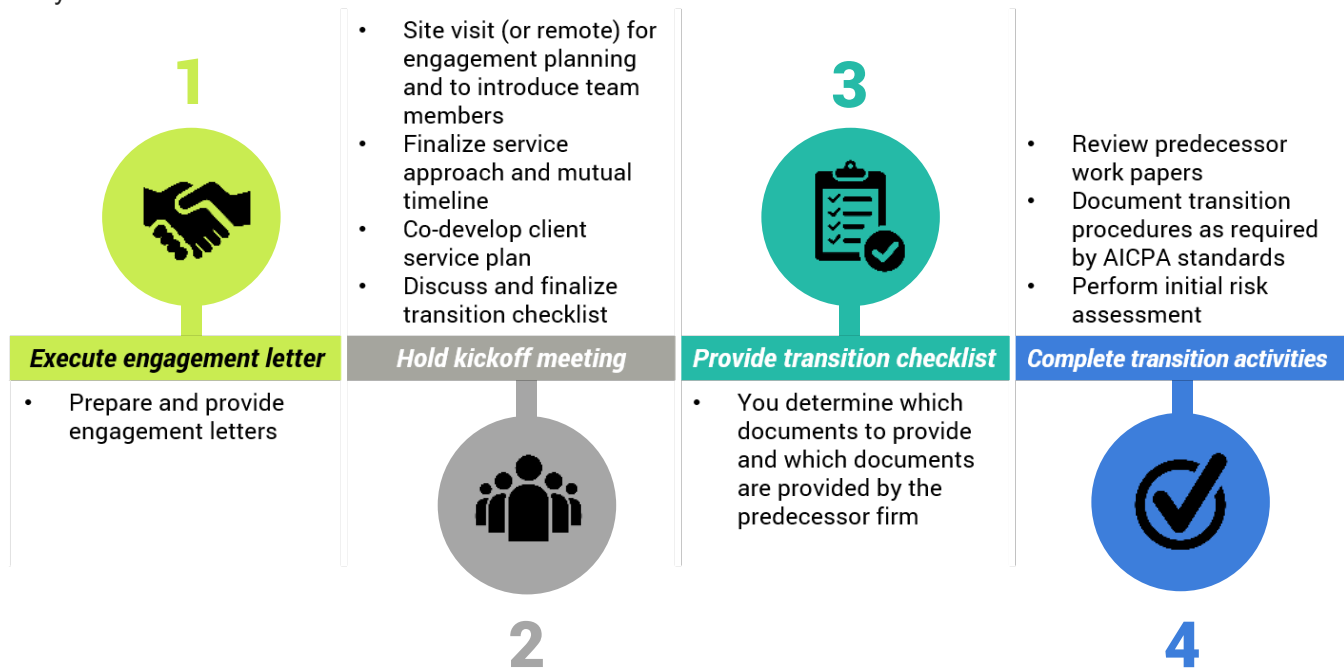 1
Execute engagement letter
• Prepare and provide
engagement letters
• Site visit (or remote) for
engagement planning
and to introduce team
members
• Finalize service
approach and mutual
timeline
• Co-develop client
service plan
• Discuss and finalize
transition checklist
Hold kickoff meeting
2
3
Provide transition checklist
• You determine which
documents to provide
and which documents
are provided by the
predecessor firm
• Review predecessor
work papers
• Document transition
procedures as required
by AICPA standards
• Perform initial risk
assessment
Complete transition activities
4